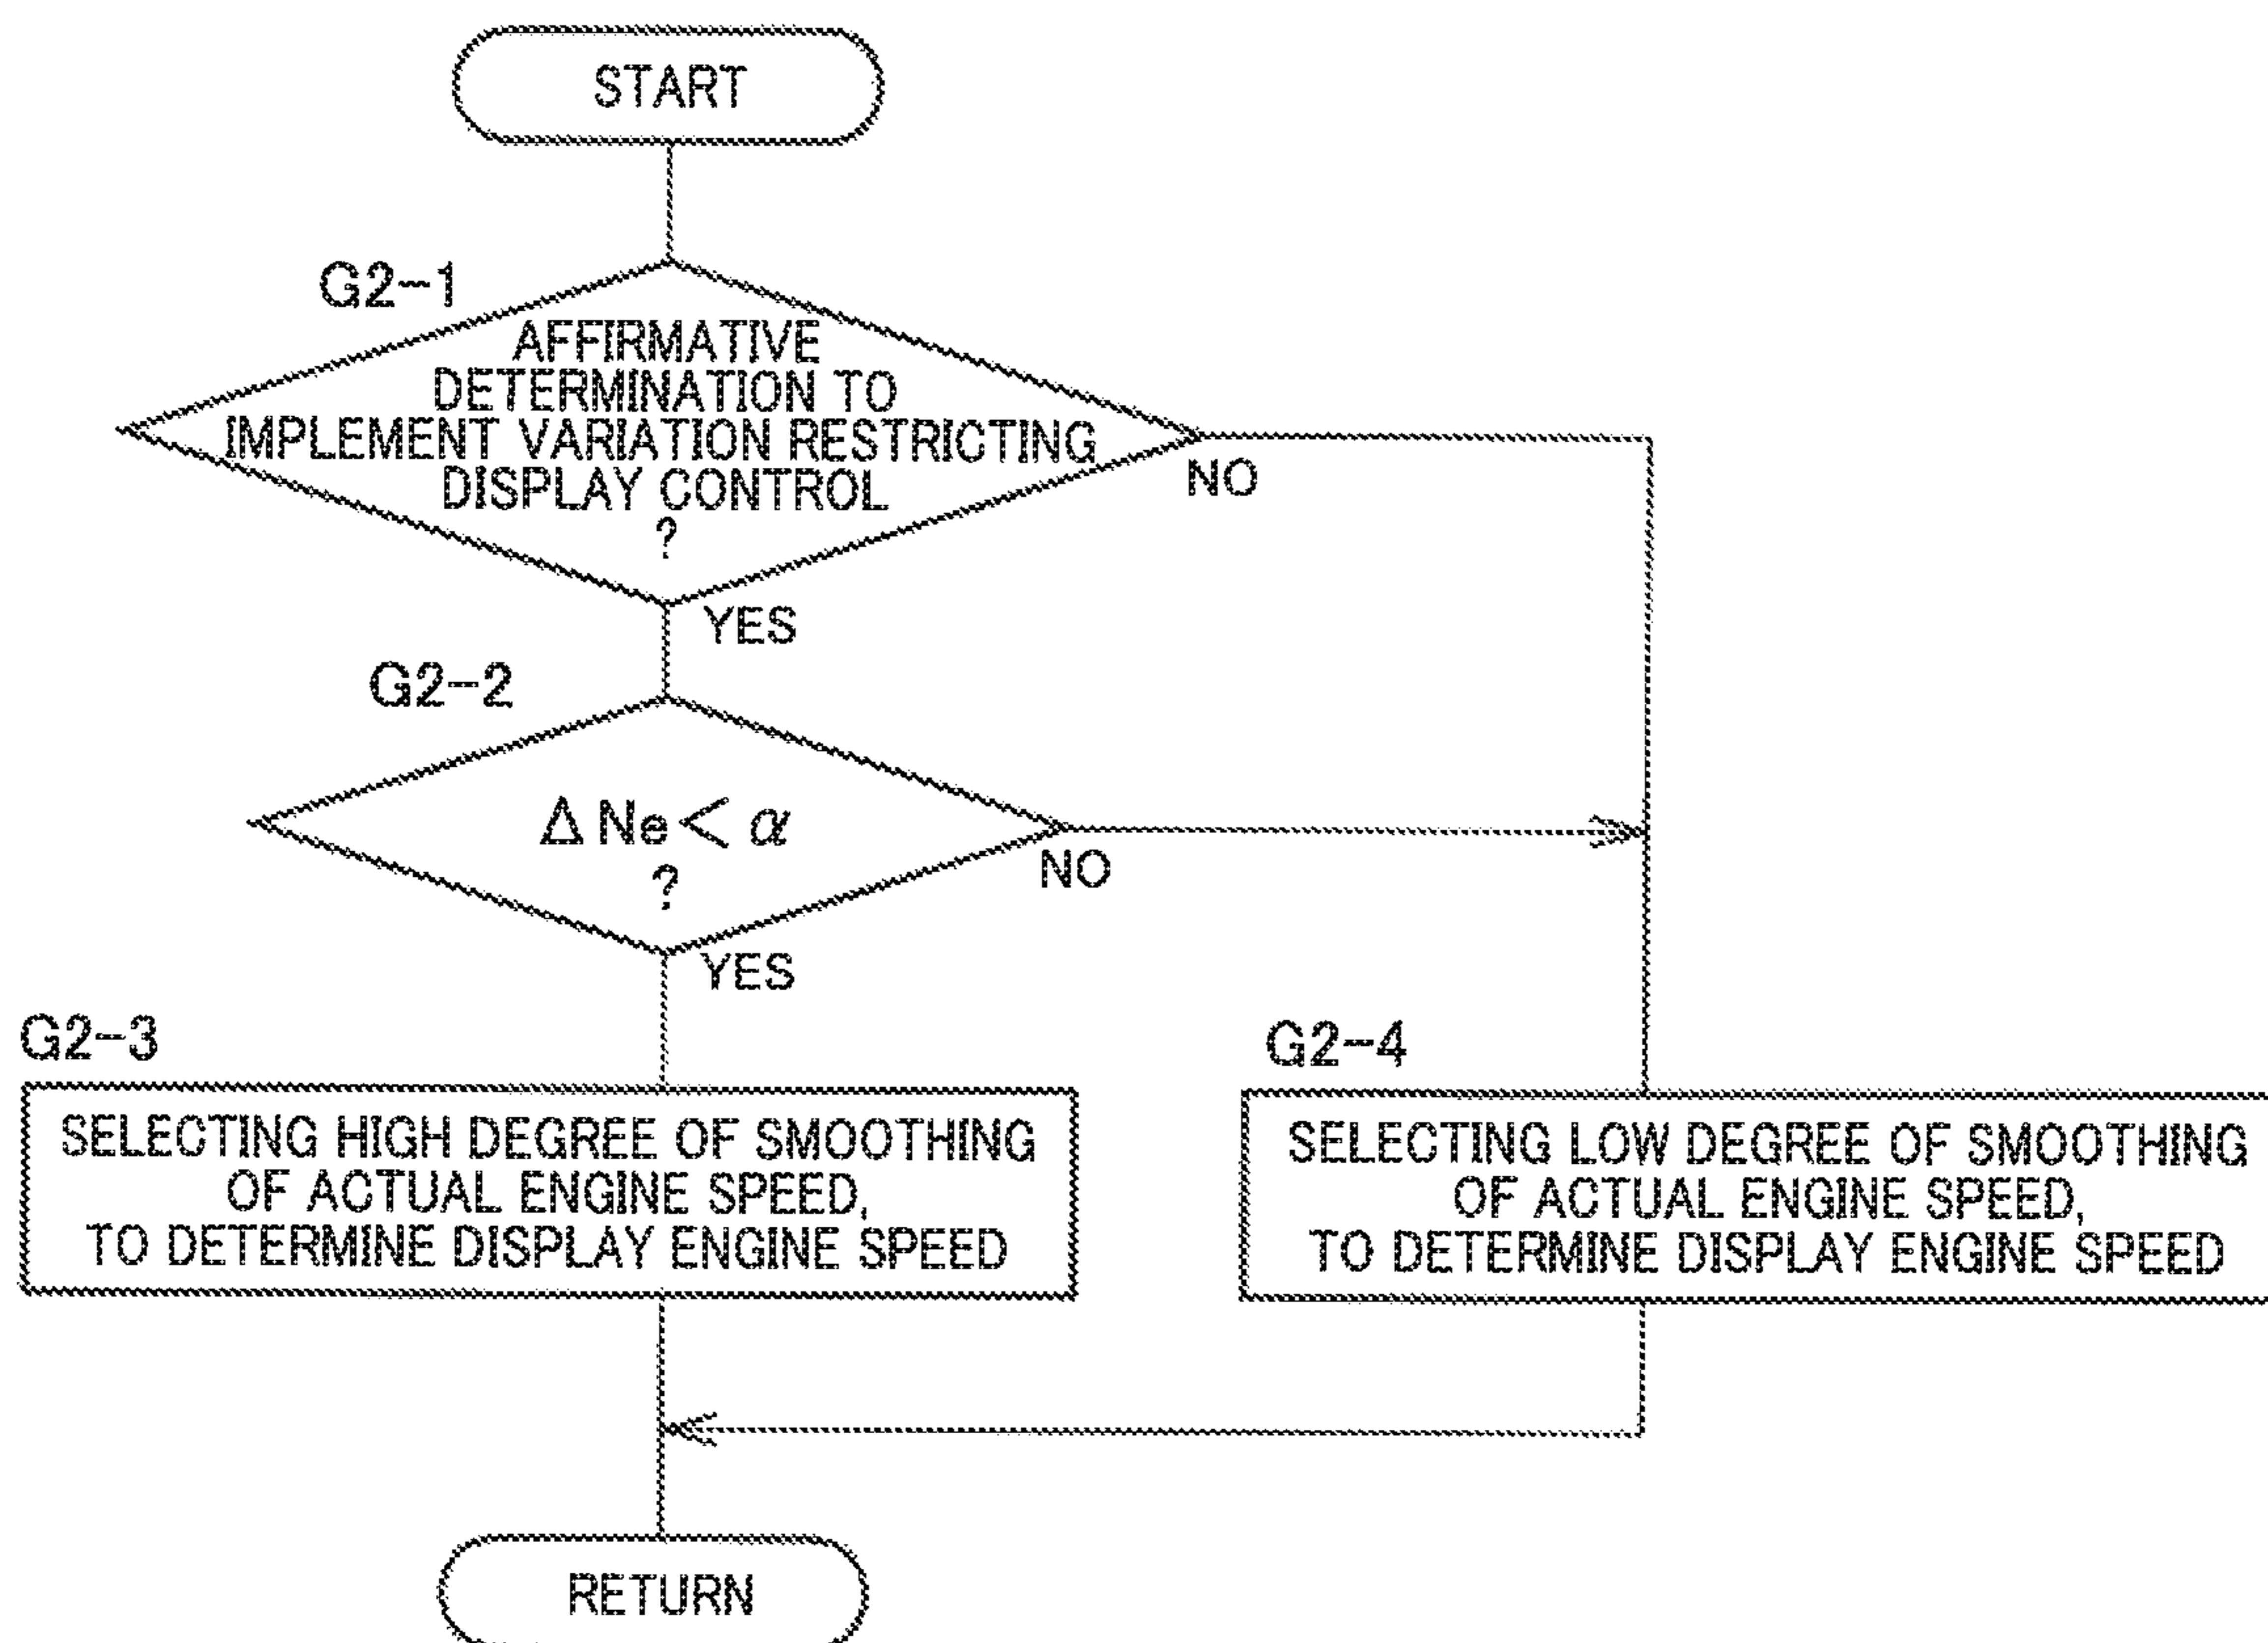 START
G2-1
AFFIRMATIVE
DETERMINATION TO
IMPLEMENT VARIATION RESTRICTING
DISPLAY CONTROL
?
NO
YES
G2-2
Δ Ne < α
?
NO
YES
G2-3
SELECTING HIGH DEGREE OF SMOOTHING
OF ACTUAL ENGINE SPEED,
TO DETERMINE DISPLAY ENGINE SPEED
G2-4
SELECTING LOW DEGREE OF SMOOTHING
OF ACTUAL ENGINE SPEED,
TO DETERMINE DISPLAY ENGINE SPEED
RETURN